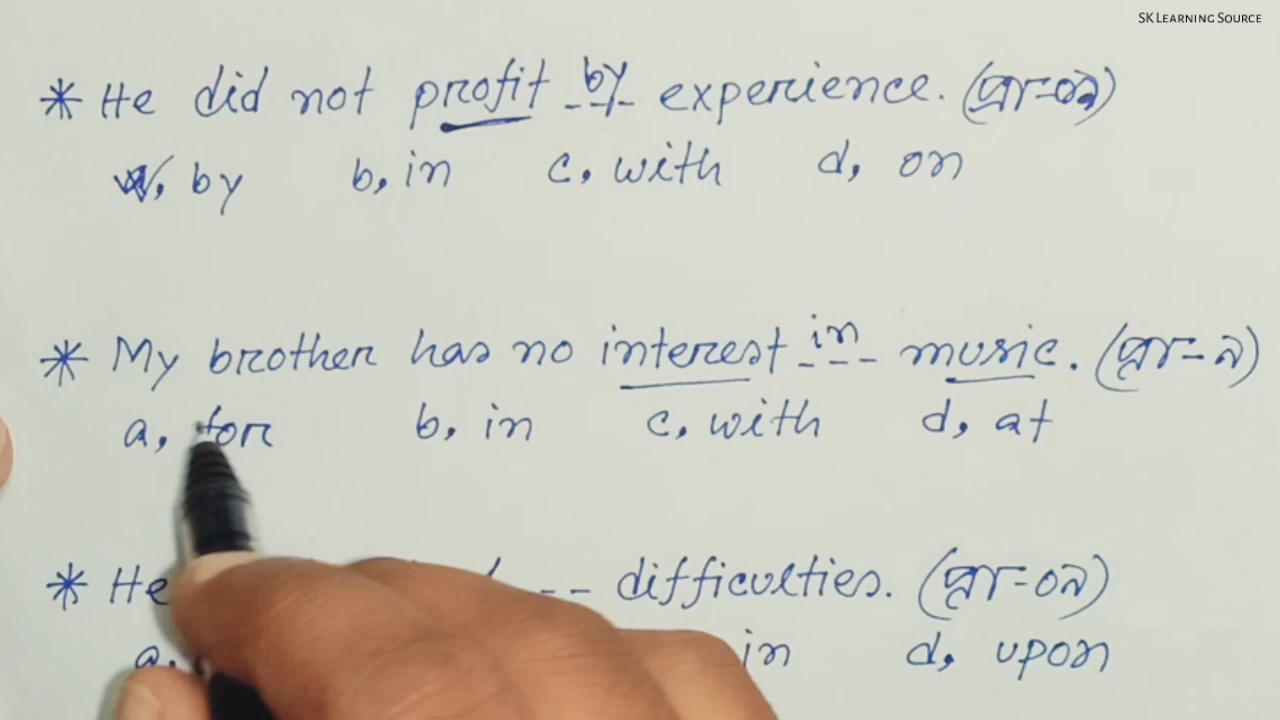 SK Learning Source
* He did not profit by experience. (প্রা-০৯)
a, by b, in c, with d, on
* My brother has no interest in music. (প্রা-৯)
a, for b, in c, with d, at
* He -- difficulties. (প্রা-০৯)
a, in d, upon